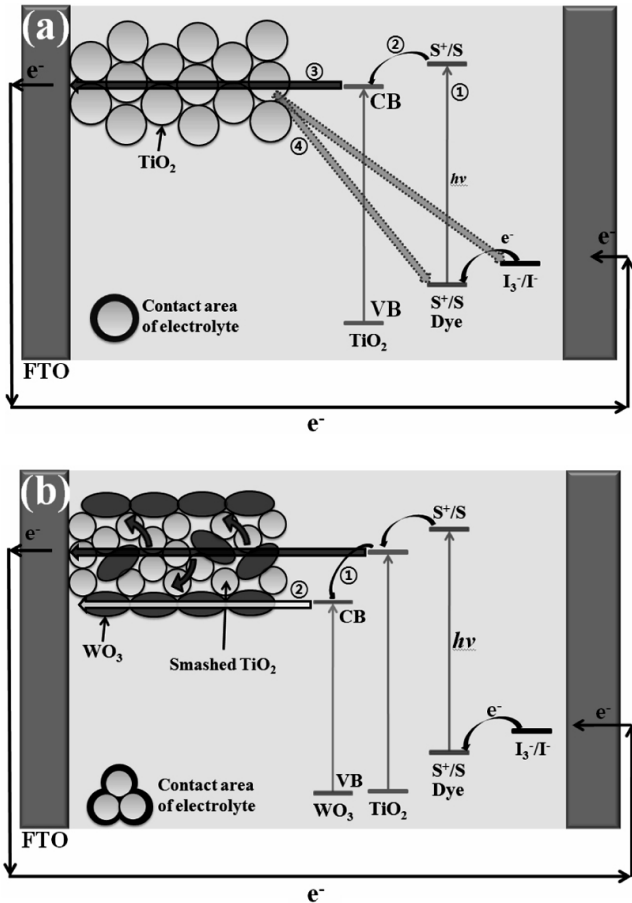 (a)
S⁺/S
②
e⁻
③
CB
①
④
TiO₂
hν
e⁻
e⁻
I₃⁻/I⁻
Contact area
of electrolyte
VB
S⁺/S
Dye
TiO₂
FTO
e⁻
(b)
S⁺/S
e⁻
①
②
CB
WO₃
Smashed TiO₂
hν
e⁻
e⁻
I₃⁻/I⁻
Contact area
of electrolyte
VB
WO₃
TiO₂
S⁺/S
Dye
FTO
e⁻